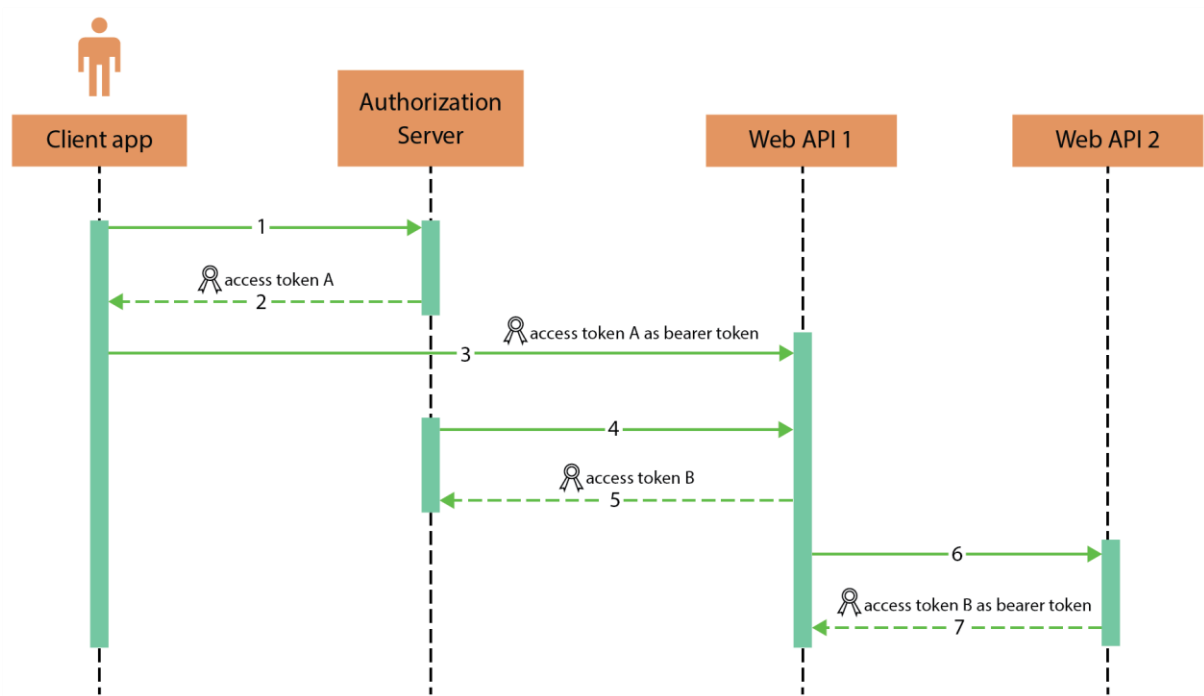 Client app
Authorization
Server
Web API 1
Web API 2
1
access token A
2
access token A as bearer token
3
4
access token B
5
6
access token B as bearer token
7